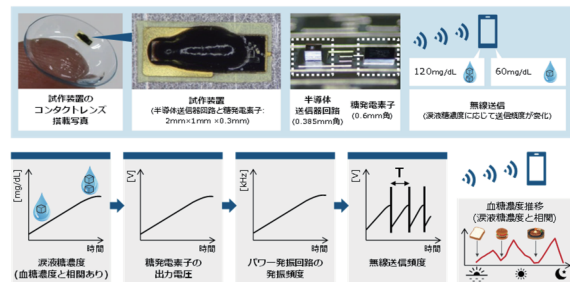 120mg/dL
60mg/dL
試作装置の
コンタクトレンズ
搭載写真
試作装置
(半導体送信器回路と糖発電素子:
2mm×1mm ×0.3mm)
半導体
送信器回路
(0.385mm角)
糖発電素子
(0.6mm角)
無線送信
(涙液糖濃度に応じて送信頻度が変化)
[mg/dL]
時間
涙液糖濃度
(血糖濃度と相関あり)
[V]
時間
糖発電素子の
出力電圧
[kHz]
時間
パワー発振回路の
発振頻度
[V]
T
時間
無線送信頻度
血糖濃度推移
(涙液糖濃度と相関)